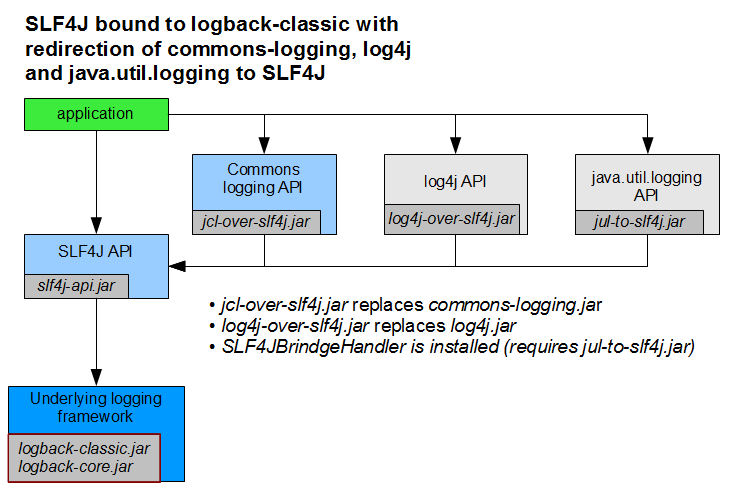 SLF4J bound to logback-classic with
redirection of commons-logging, log4j
and java.util.logging to SLF4J
application
Commons
logging API
jcl-over-slf4j.jar
log4j API
log4j-over-slf4j.jar
java.util.logging
API
jul-to-slf4j.jar
SLF4J API
slf4j-api.jar
• jcl-over-slf4j.jar replaces commons-logging.jar
• log4j-over-slf4j.jar replaces log4j.jar
• SLF4JBrindgeHandler is installed (requires jul-to-slf4j.jar)
Underlying logging
framework
logback-classic.jar
logback-core.jar